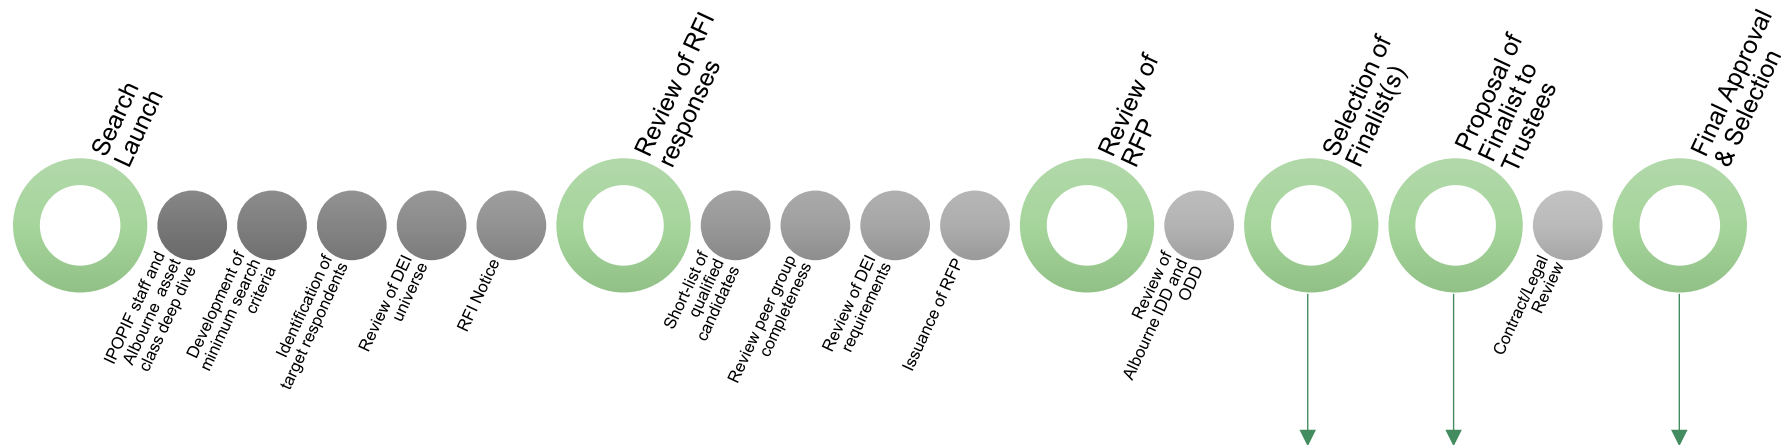 Search
Launch
IPOPIF staff and
Albourne  asset
class deep dive
Development of
minimum search
criteria
Identification of
target respondents
Review of DEI
universe
RFI Notice
Review of RFI
responses
Short-list of
qualified
candidates
Review peer group
completeness
Review of DEI
requirements
Issuance of RFP
Review of
RFP
Review of
Albourne IDD and
ODD
Selection of
Finalist(s)
Proposal of
Finalist to
Trustees
Contract/Legal
Review
Final Approval
& Selection